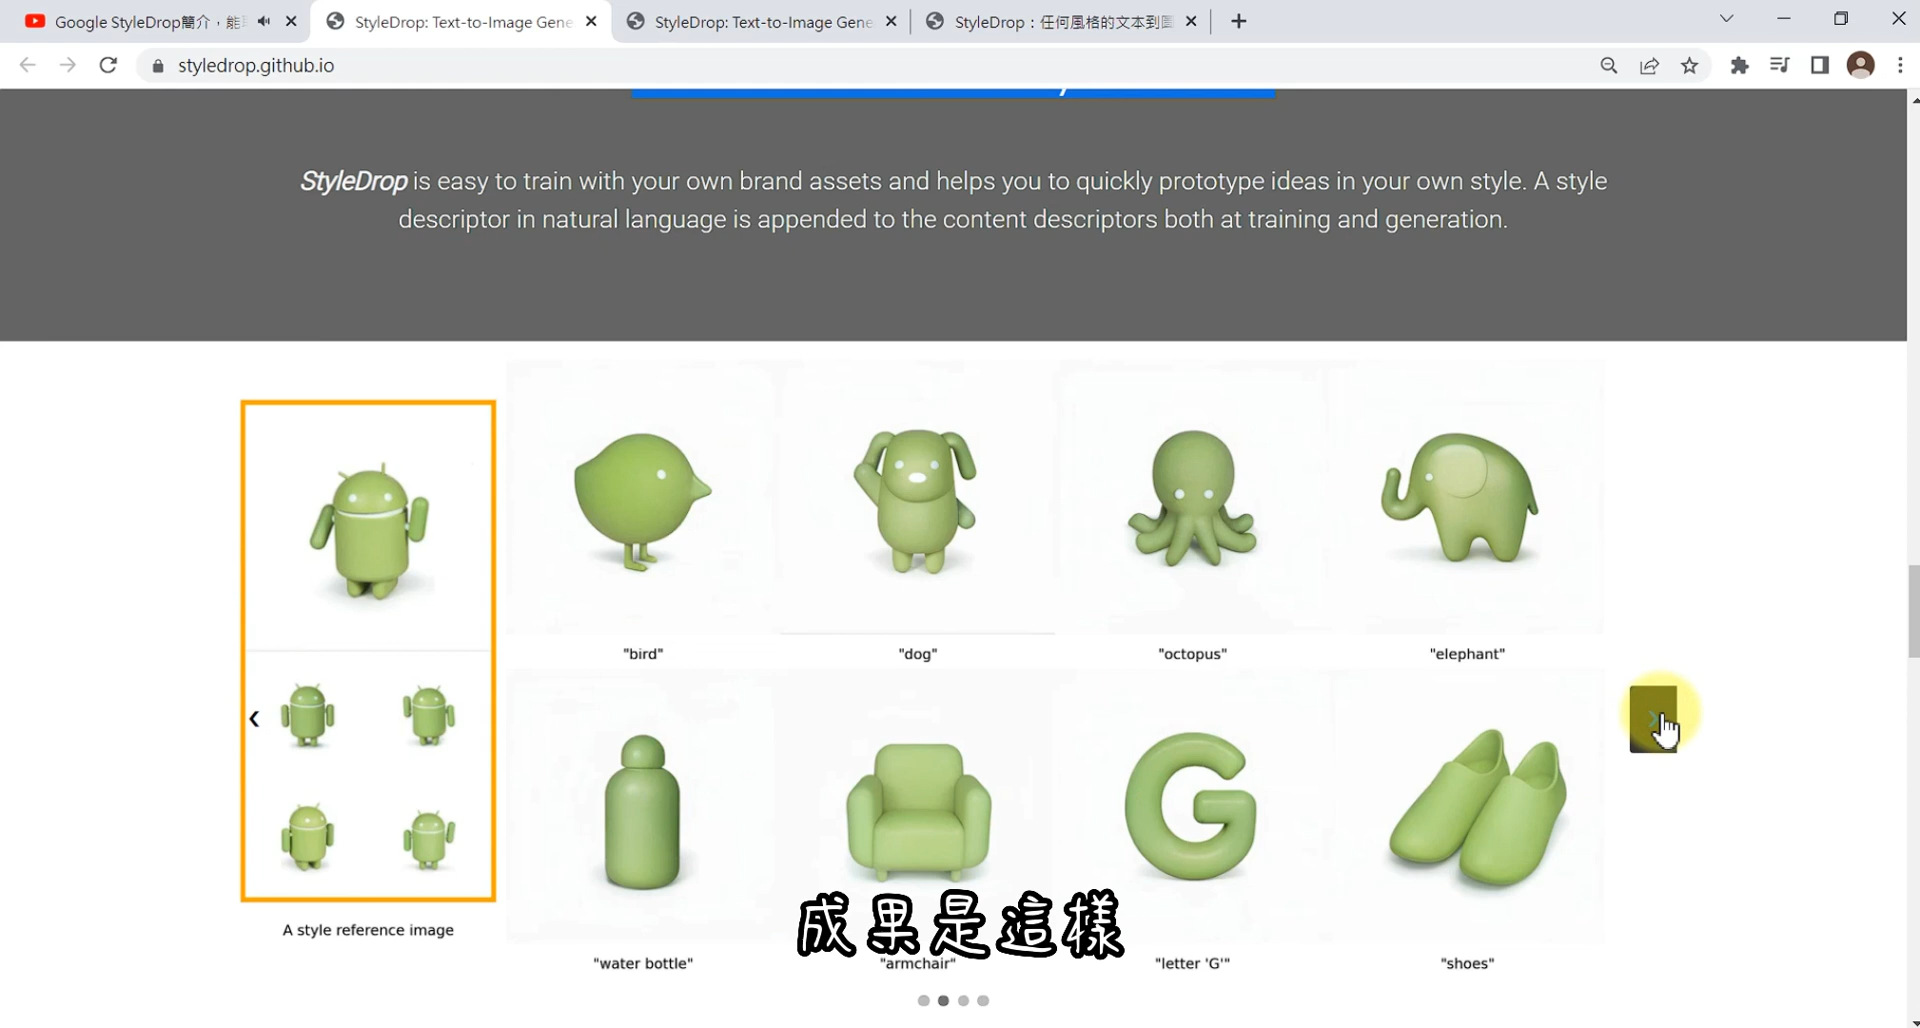 Google StyleDrop簡介，能
StyleDrop: Text-to-Image Gene
StyleDrop: Text-to-Image Gene
StyleDrop：任何風格的文本到
styledrop.github.io
StyleDrop is easy to train with your own brand assets and helps you to quickly prototype ideas in your own style. A style
descriptor in natural language is appended to the content descriptors both at training and generation.
"bird"
"dog"
"octopus"
"elephant"
A style reference image
"water bottle"
"armchair"
"letter 'G'"
"shoes"
成果是這樣